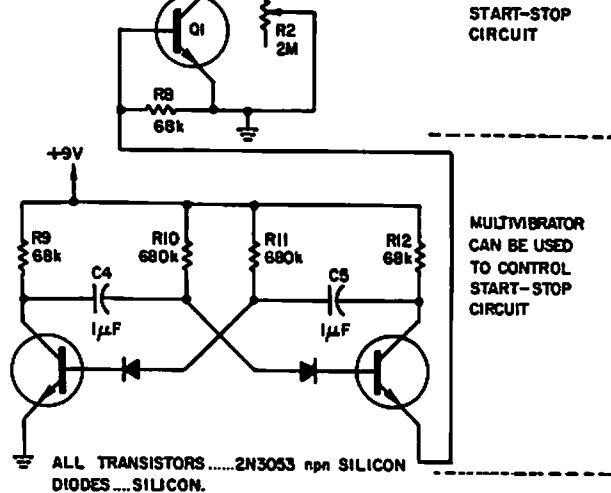 Q1
R2
2M
START-STOP
CIRCUIT
R8
68k
+9V
R9
68k
R10
680k
R11
680k
R12
68k
C4
1µF
C5
1µF
MULTIVIBRATOR
CAN BE USED
TO CONTROL
START-STOP
CIRCUIT
ALL TRANSISTORS.....2N3053 npn SILICON
DIODES....SILICON.